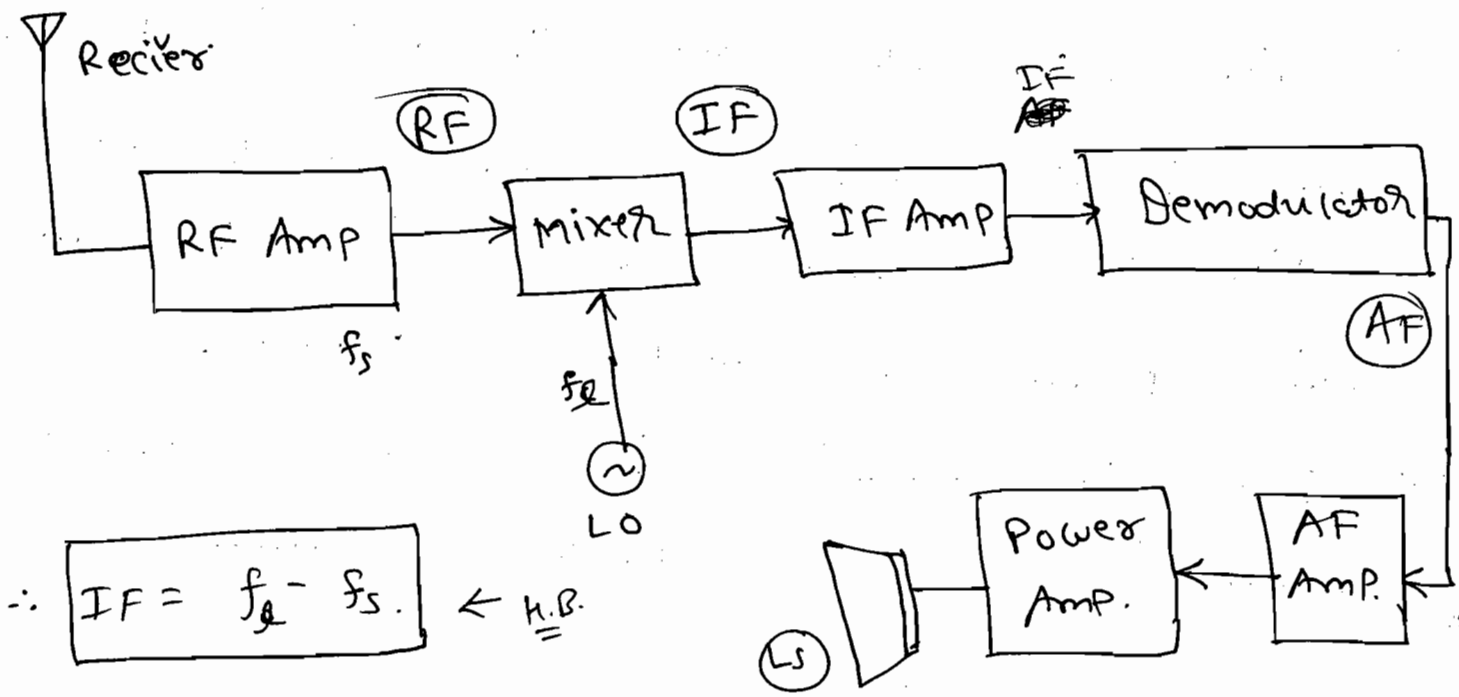 Reciever
RF
IF
IF
RF Amp
Mixer
IF Amp
Demodulator
fs
fl
AF
LO
Power
Amp.
AF
AMP.
∴ IF = fl - fs. ← H.B.
LS